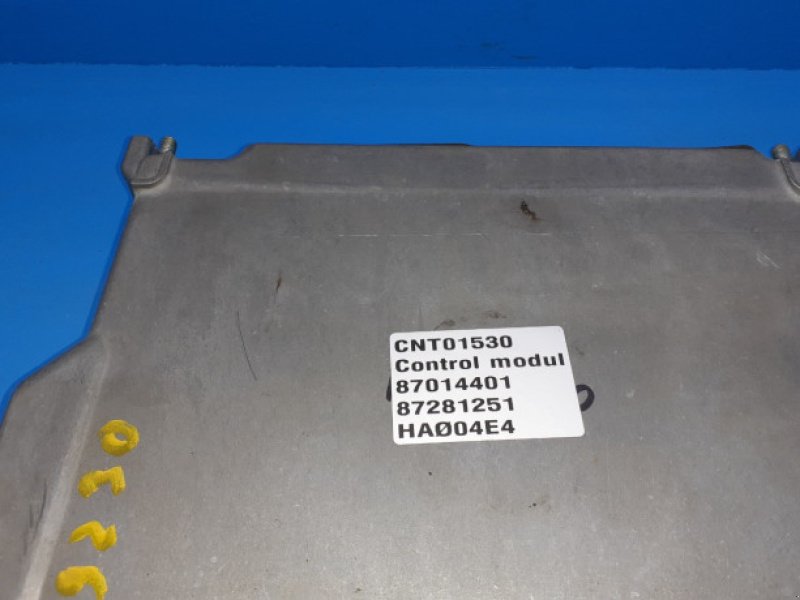 CNT01530
Control modul
87014401
87281251
HAØ04E4